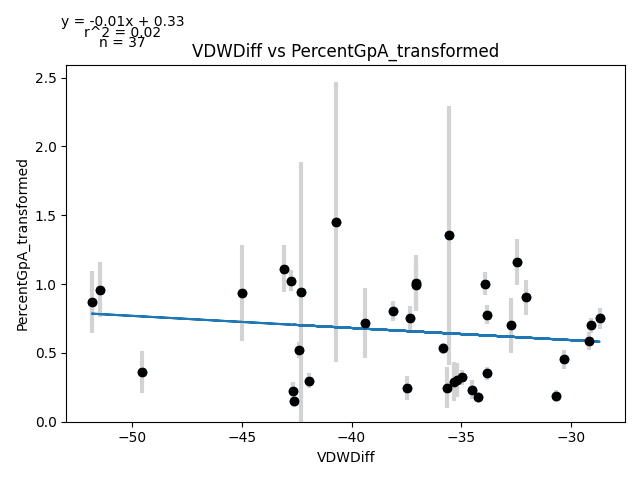 y = -0.01x + 0.33
r^2 = 0.02
n = 37
VDWDiff vs PercentGpA_transformed
PercentGpA_transformed
2.5
2.0
1.5
1.0
0.5
0.0
−50
−45
−40
−35
−30
VDWDiff